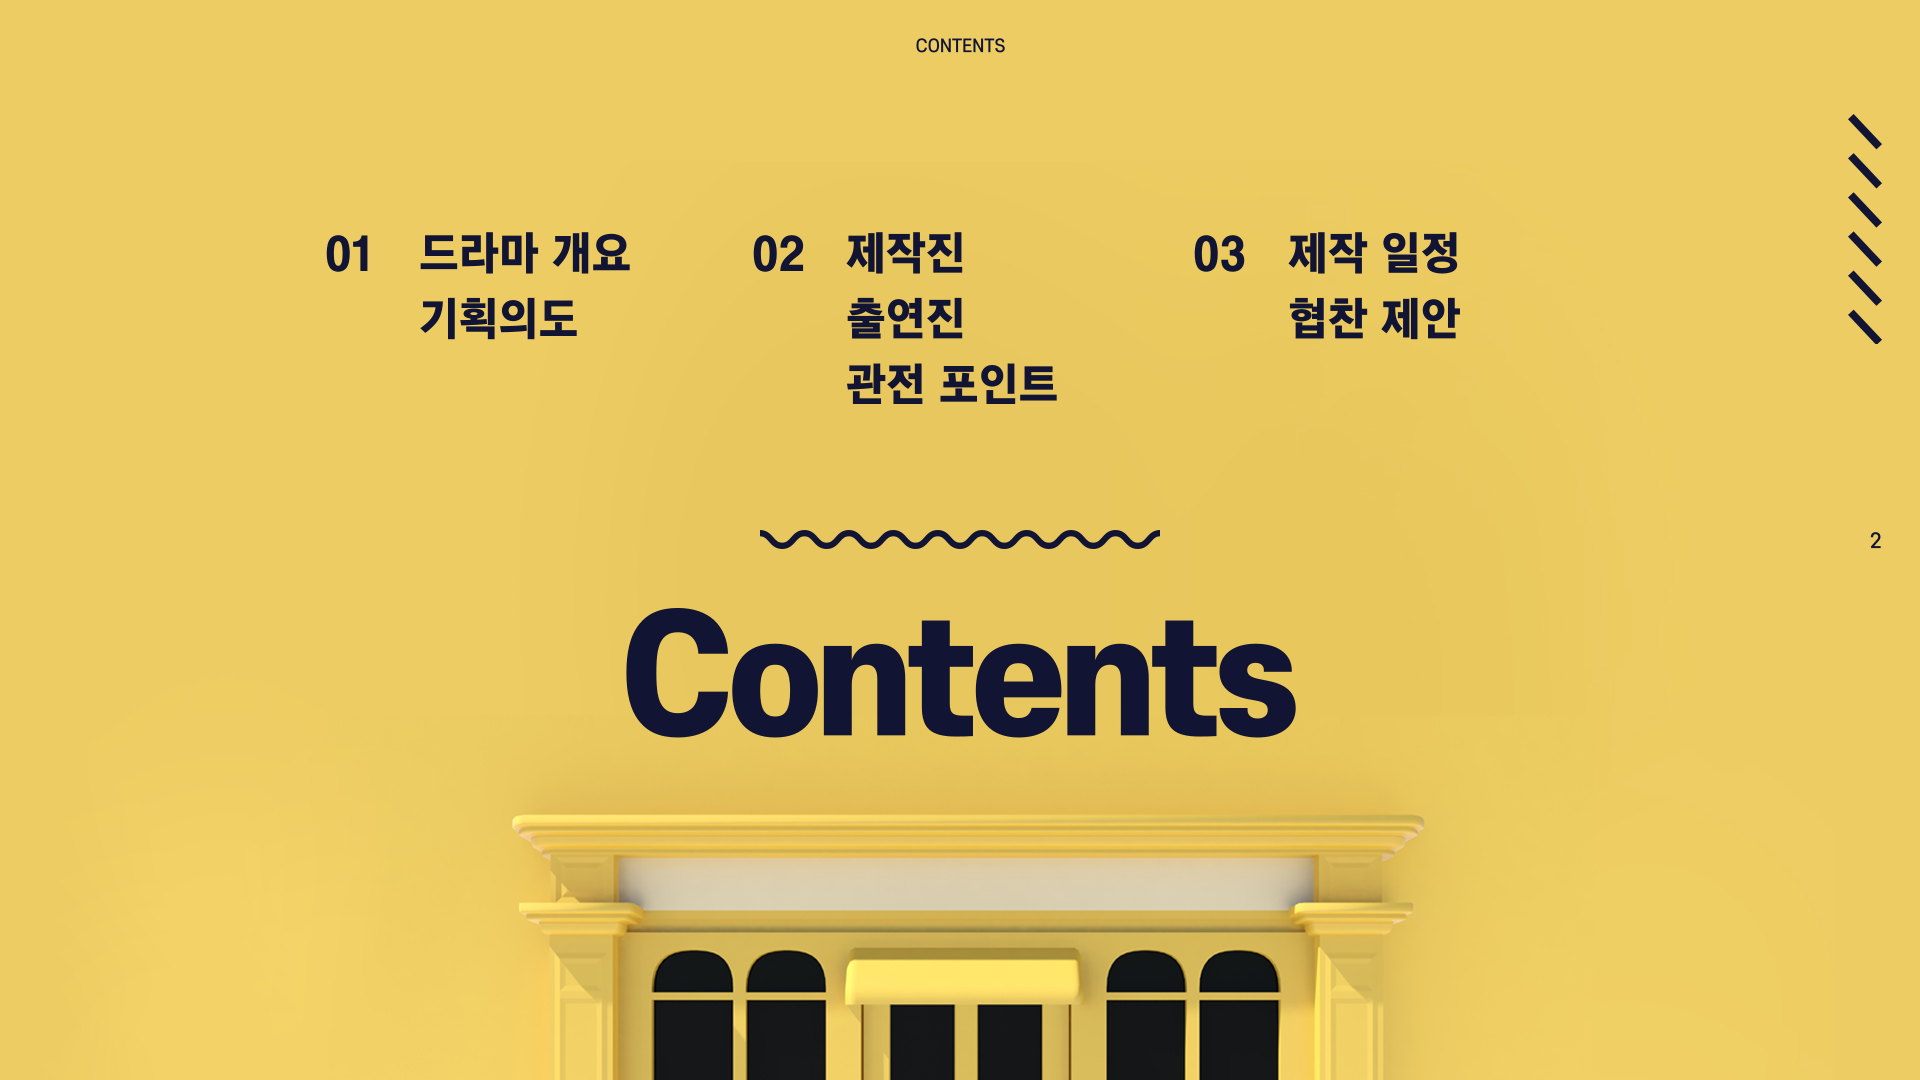 CONTENTS
01 드라마 개요
기획의도
02 제작진
출연진
관전 포인트
03 제작 일정
협찬 제안
2
Contents